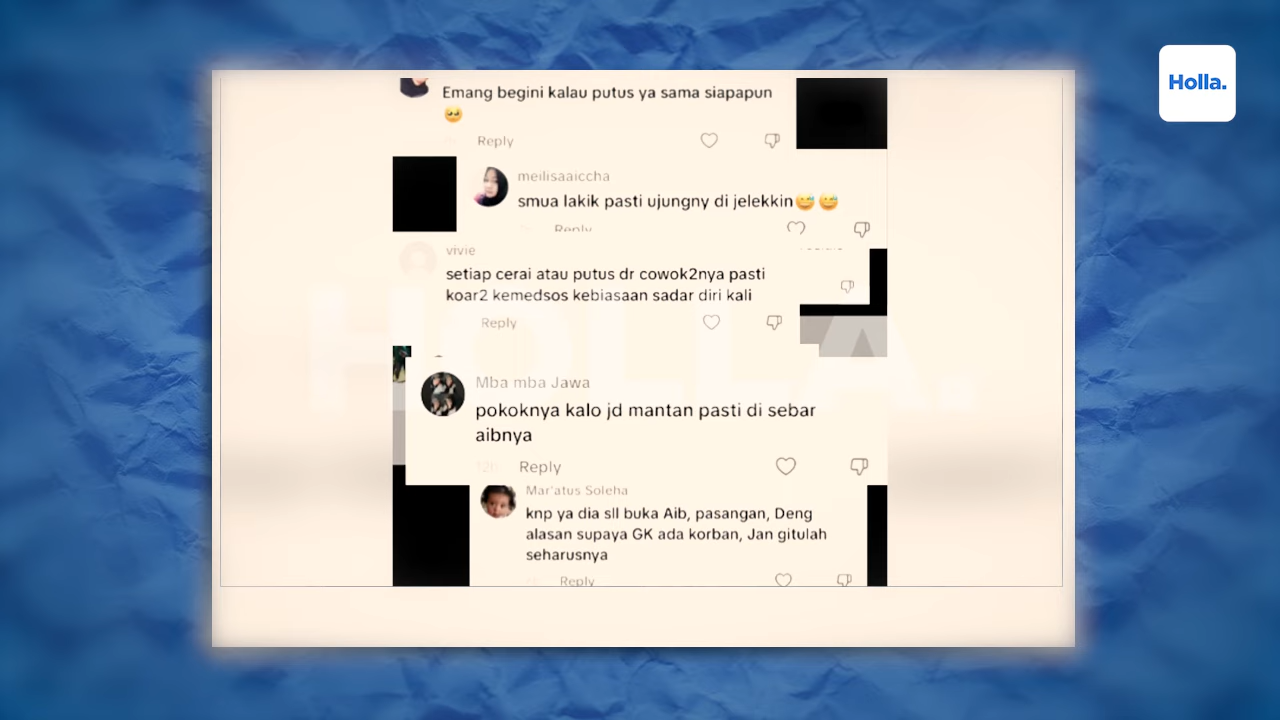 Holla.
Emang begini kalau putus ya sama siapapun
🥺
Reply
meilisaaiccha
smua lakik pasti ujungny di jelekkin😅😅
Reply
vivie
setiap cerai atau putus dr cowok2nya pasti
koar2 kemedsos kebiasaan sadar diri kali
Reply
HOLLA.
Mba mba Jawa
pokoknya kalo jd mantan pasti di sebar
aibnya
12h Reply
Mar'atus Soleha
knp ya dia sll buka Aib, pasangan, Deng
alasan supaya GK ada korban, Jan gitulah
seharusnya
Reply